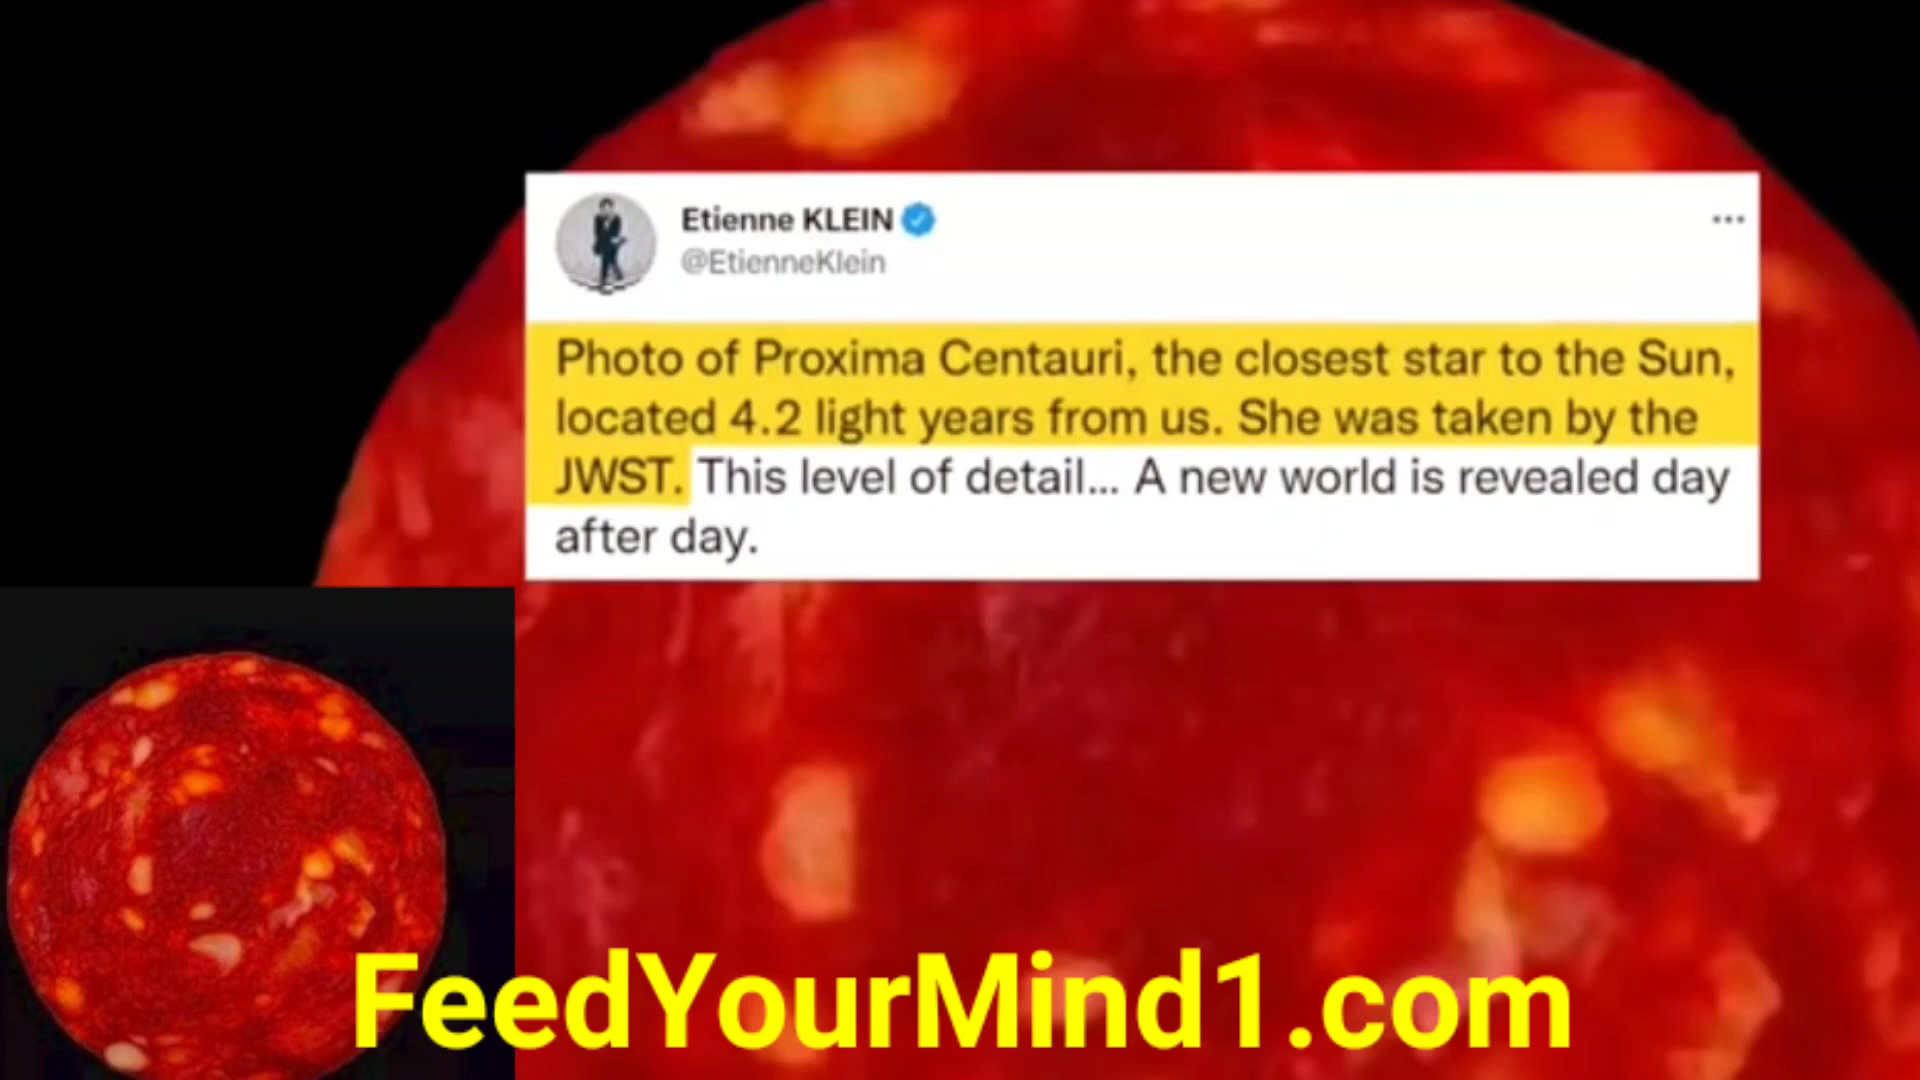 Etienne KLEIN
@EtienneKlein
Photo of Proxima Centauri, the closest star to the Sun,
located 4.2 light years from us. She was taken by the
JWST. This level of detail... A new world is revealed day
after day.
FeedYourMind1.com